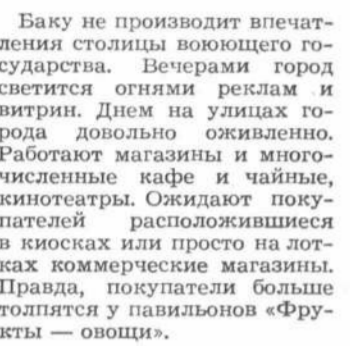 Баку не производит впечат-
ления столицы воюющего го-
сударства. Вечерами город
светится огнями реклам и
витрин. Днем на улицах го-
рода довольно оживленно.
Работают магазины и много-
численные кафе и чайные,
кинотеатры. Ожидают поку-
пателей расположившиеся
в киосках или просто на лот-
ках коммерческие магазины.
Правда, покупатели больше
толпятся у павильонов «Фру-
кты — овощи».